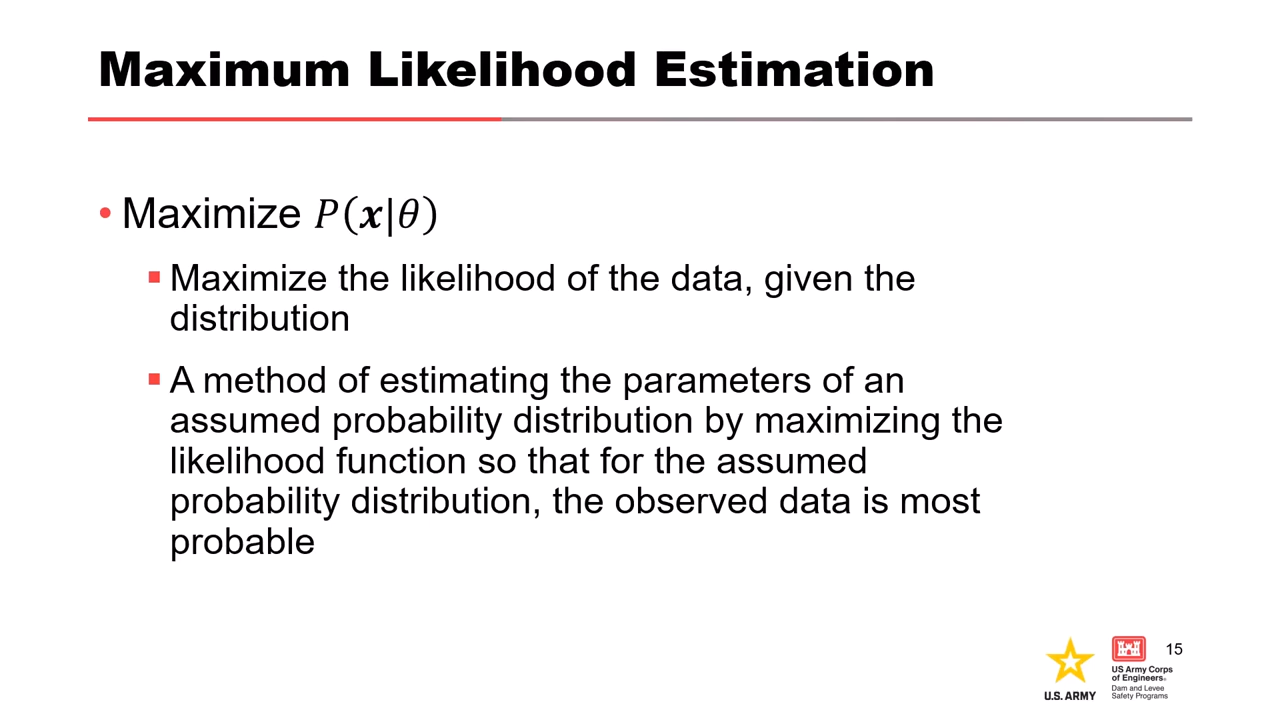 Maximum Likelihood Estimation
• Maximize P(x|θ)
▪ Maximize the likelihood of the data, given the
distribution
▪ A method of estimating the parameters of an
assumed probability distribution by maximizing the
likelihood function so that for the assumed
probability distribution, the observed data is most
probable
U.S. ARMY
US Army Corps
of Engineers®
Dam and Levee
Safety Programs
15